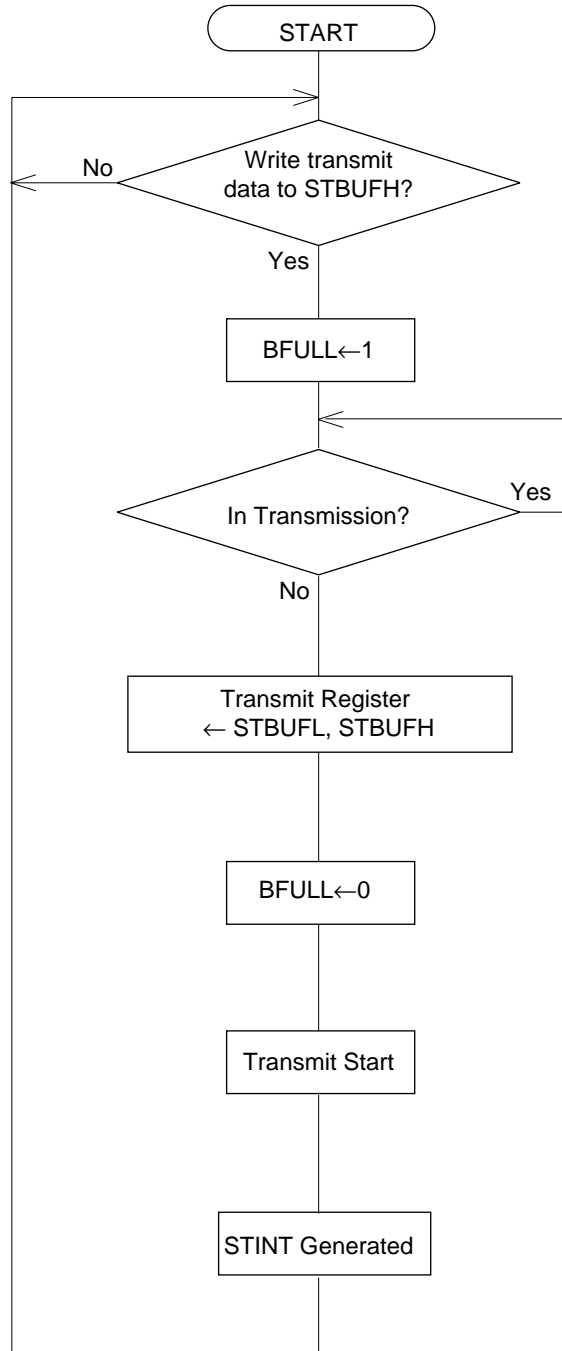 START
Write transmit
data to STBUFH?
No
Yes
BFULL←1
In Transmission?
Yes
No
Transmit Register
← STBUFL, STBUFH
BFULL←0
Transmit Start
STINT Generated